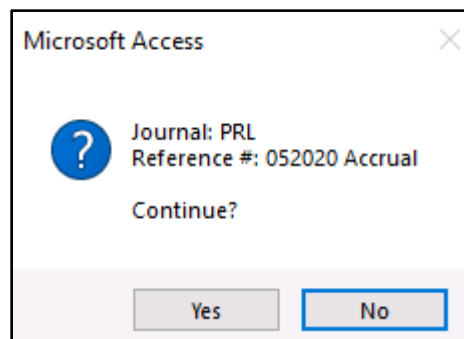 Microsoft Access
Journal: PRL
Reference #: 052020 Accrual
Continue?
Yes
No